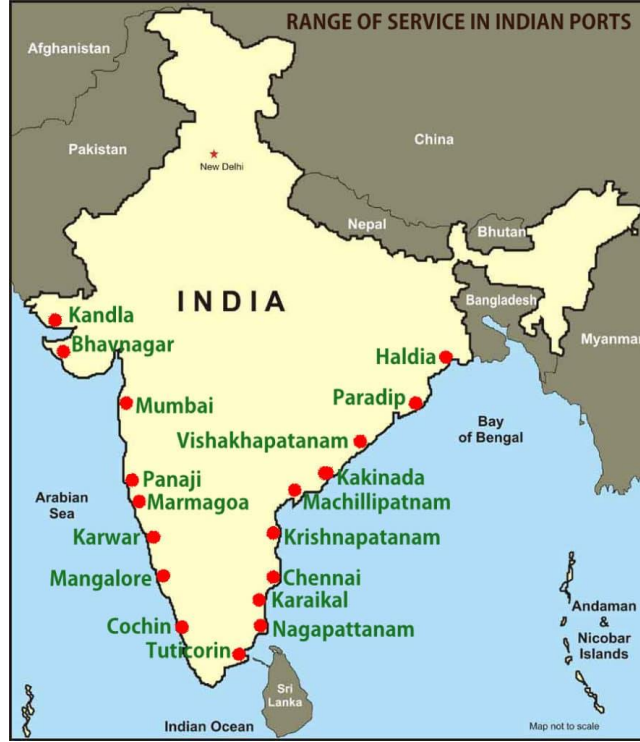 RANGE OF SERVICE IN INDIAN PORTS
Afghanistan
China
Pakistan
New Delhi
Nepal
Bhutan
INDIA
Bangladesh
Kandla
Myanmar
Bhavnagar
Haldia
Mumbai
Paradip
Bay
of Bengal
Vishakhapatanam
Kakinada
Panaji
Machillipatnam
Marmagoa
Arabian
Sea
Karwar
Krishnapatanam
Mangalore
Chennai
Karaikal
Andaman
&
Nicobar
Islands
Cochin
Nagapattanam
Tuticorin
Sri
Lanka
Indian Ocean
Map not to scale